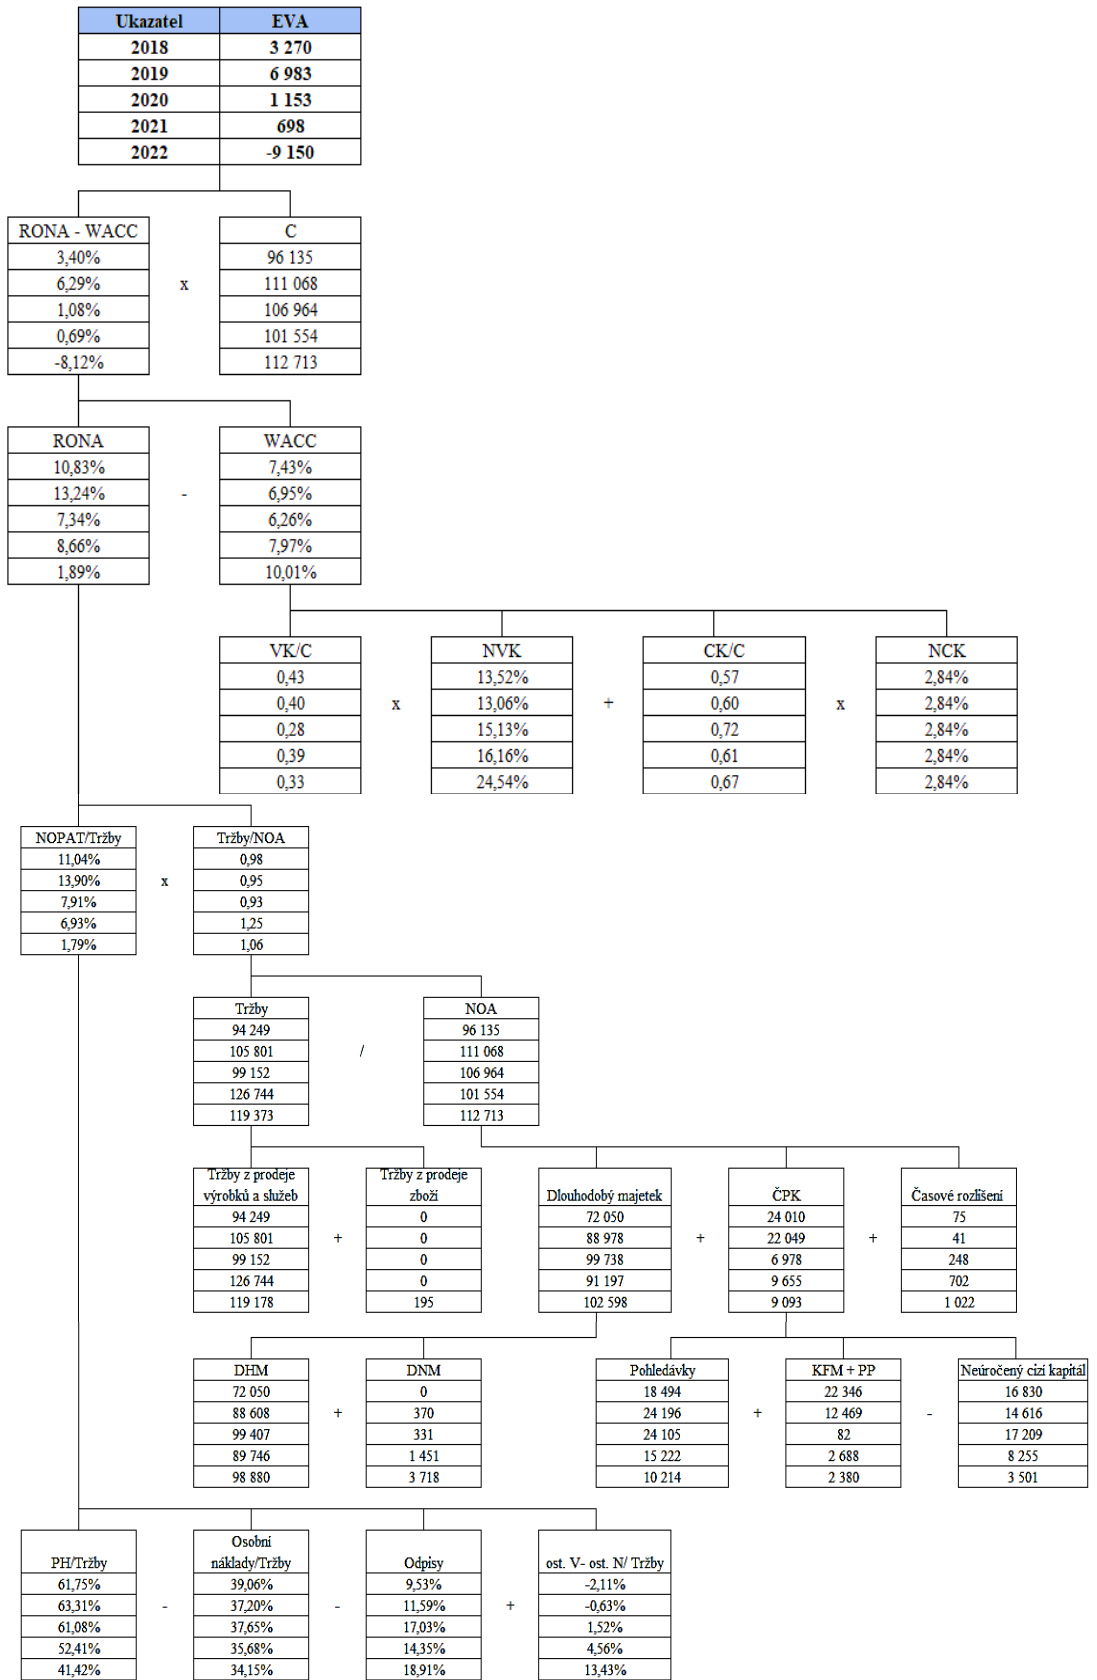 Ukazatel EVA
2018 3 270
2019 6 983
2020 1 153
2021 698
2022 -9 150
RONA - WACC C
3,40% 96 135
6,29% x 111 068
1,08% 106 964
0,69% 101 554
-8,12% 112 713
RONA WACC
10,83% 7,43%
13,24% - 6,95%
7,34% 6,26%
8,66% 7,97%
1,89% 10,01%
VK/C NVK CK/C NCK
0,43 13,52% 0,57 2,84%
0,40 x 13,06% + 0,60 x 2,84%
0,28 15,13% 0,72 2,84%
0,39 16,16% 0,61 2,84%
0,33 24,54% 0,67 2,84%
NOPAT/Tržby Tržby/NOA
11,04% 0,98
13,90% x 0,95
7,91% 0,93
6,93% 1,25
1,79% 1,06
Tržby NOA
94 249 96 135
105 801 / 111 068
99 152 106 964
126 744 101 554
119 373 112 713
Tržby z prodeje Tržby z prodeje
výrobků a služeb zboží Dlouhodobý majetek ČPK Časové rozlišení
94 249 0 72 050 24 010 75
105 801 + 0 88 978 + 22 049 + 41
99 152 0 99 738 6 978 248
126 744 0 91 197 9 655 702
119 178 195 102 598 9 093 1 022
DHM DNM Pohledávky KFM + PP Neúročený cizí kapitál
72 050 0 18 494 22 346 16 830
88 608 + 370 24 196 + 12 469 - 14 616
99 407 331 24 105 82 17 209
89 746 1 451 15 222 2 688 8 255
98 880 3 718 10 214 2 380 3 501
Osobní
PH/Tržby náklady/Tržby Odpisy ost. V- ost. N/ Tržby
61,75% 39,06% 9,53% -2,11%
63,31% - 37,20% - 11,59% + -0,63%
61,08% 37,65% 17,03% 1,52%
52,41% 35,68% 14,35% 4,56%
41,42% 34,15% 18,91% 13,43%